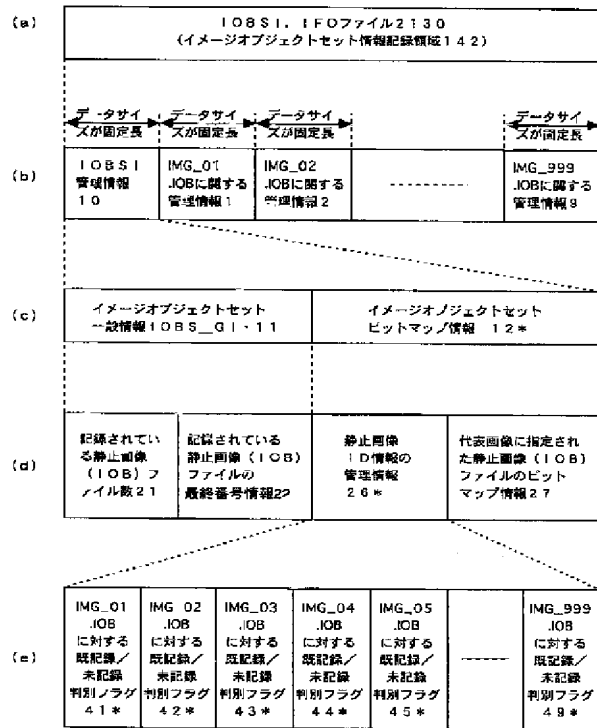 (a)
IOBSI. IFOファイル2130
(イメージオブジェクトセット情報記録領域142)
データサイ
ズが固定長
データサイ
ズが固定長
データサイ
ズが固定長
データサイ
ズが固定長
(b)
IOBSI
管理情報
10
IMG_01
.IOBに関する
管理情報1
IMG_02
.IOBに関する
管理情報2
IMG_999
.IOBに関する
管理情報9
(c)
イメージオブジェクトセット
一般情報IOBS_GI・11
イメージオブジェクトセット
ビットマップ情報 12*
(d)
記録されてい
る静止画像
(IOB)フ
ァイル数21
記録されている
静止画像(IOB)
ファイルの
最終番号情報22
静止画像
ID情報の
管理情報
26*
代表画像に指定され
た静止画像(IOB)
ファイルのビット
マップ情報27
(e)
IMG_01
.IOB
に対する
既記録/
未記録
判別フラグ
41*
IMG_02
.IOB
に対する
既記録/
未記録
判別フラグ
42*
IMG_03
.IOB
に対する
既記録/
未記録
判別フラグ
43*
IMG_04
.IOB
に対する
既記録/
未記録
判別フラグ
44*
IMG_05
.IOB
に対する
既記録/
未記録
判別フラグ
45*
IMG_999
.IOB
に対する
既記録/
未記録
判別フラグ
49*